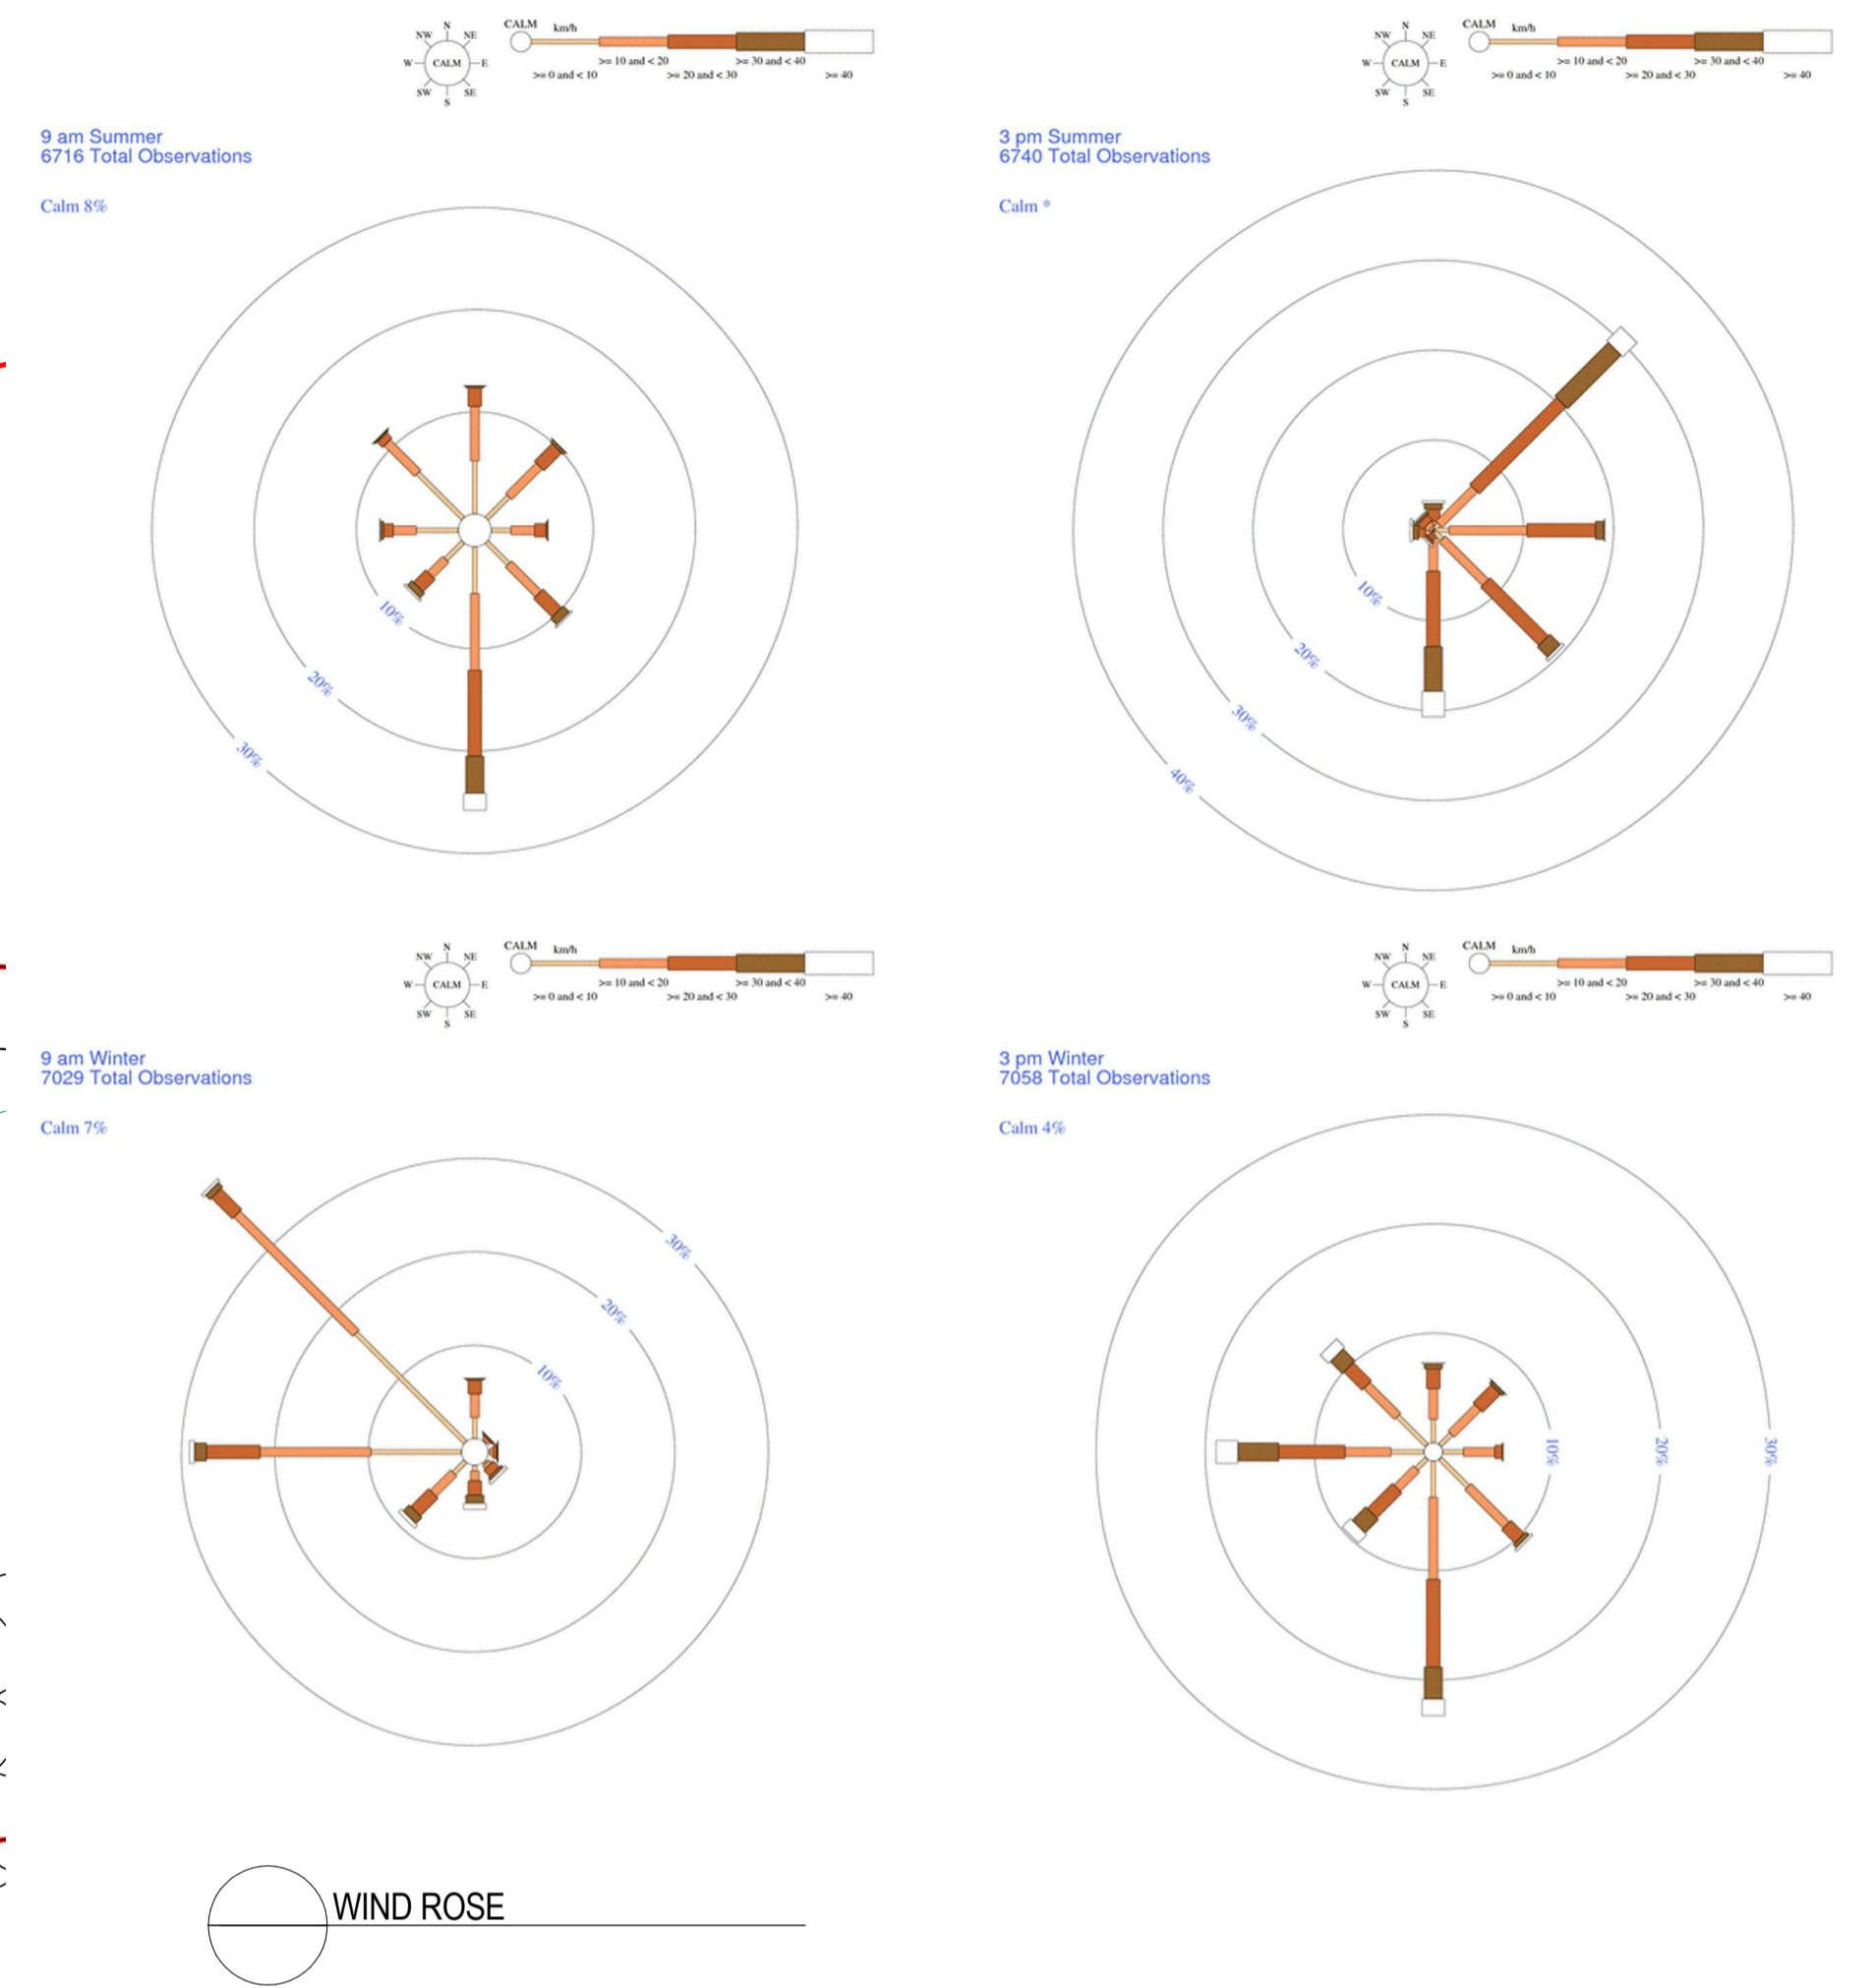 N
NW NE
W CALM E
SW SE
S
CALM km/h
>= 10 and < 20 >= 30 and < 40
>= 0 and < 10 >= 20 and < 30 >= 40
9 am Summer
6716 Total Observations
Calm 8%
10%
20%
30%
N
NW NE
W CALM E
SW SE
S
CALM km/h
>= 10 and < 20 >= 30 and < 40
>= 0 and < 10 >= 20 and < 30 >= 40
3 pm Summer
6740 Total Observations
Calm *
10%
20%
30%
40%
N
NW NE
W CALM E
SW SE
S
CALM km/h
>= 10 and < 20 >= 30 and < 40
>= 0 and < 10 >= 20 and < 30 >= 40
9 am Winter
7029 Total Observations
Calm 7%
30%
20%
10%
N
NW NE
W CALM E
SW SE
S
CALM km/h
>= 10 and < 20 >= 30 and < 40
>= 0 and < 10 >= 20 and < 30 >= 40
3 pm Winter
7058 Total Observations
Calm 4%
10%
20%
30%
WIND ROSE